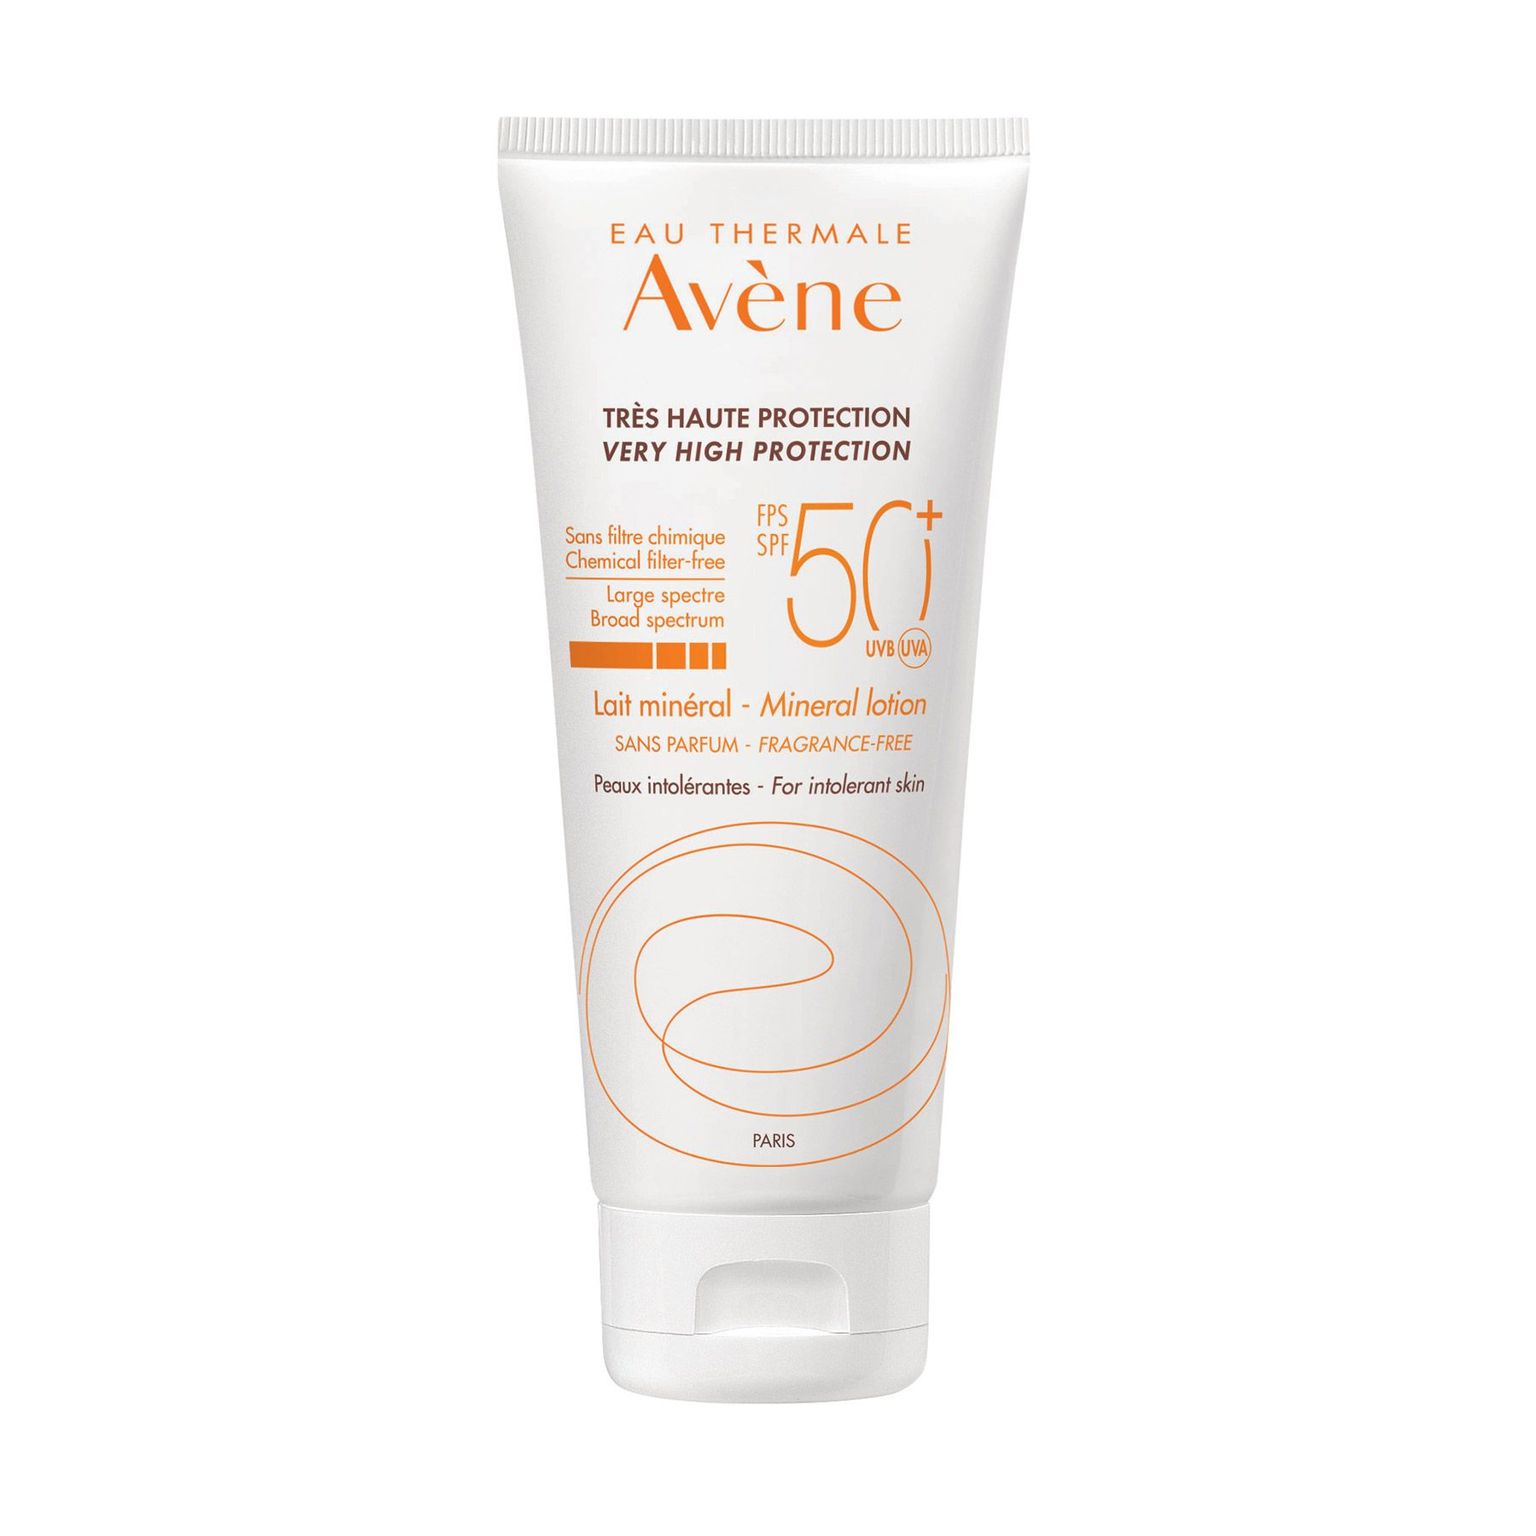 EAU THERMALE
Avène
TRÈS HAUTE PROTECTION
VERY HIGH PROTECTION
Sans filtre chimique
Chemical filter-free
Large spectre
Broad spectrum
FPS
SPF
50+
UVB UVA
Lait minéral - Mineral lotion
SANS PARFUM - FRAGRANCE-FREE
Peaux intolérantes - For intolerant skin
PARIS